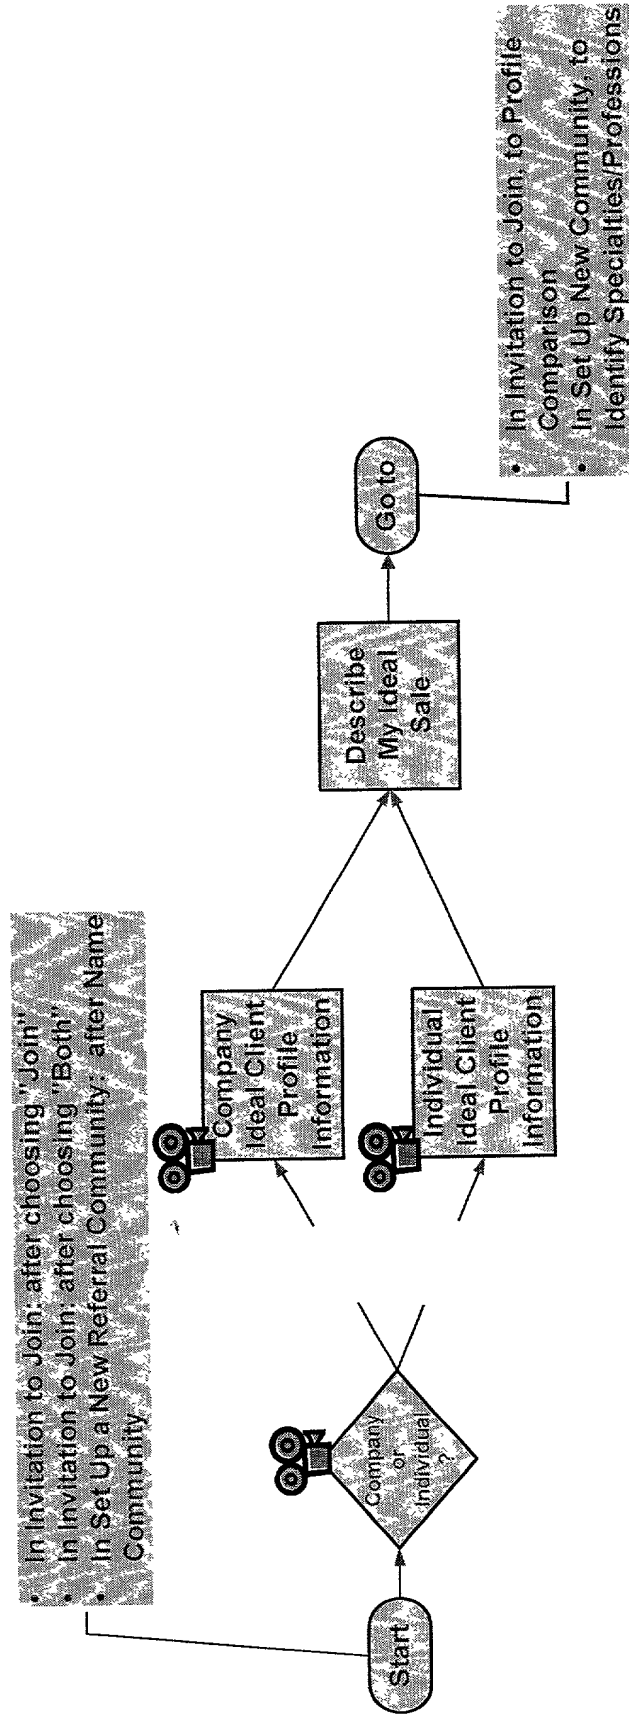 • In Invitation to Join: after choosing "Join"
• In Invitation to Join: after choosing "Both"
• In Set Up a New Referral Community: after Name
Community
Start
Company
or
Individual
?
Company
Ideal Client
Profile
Information
Individual
Ideal Client
Profile
Information
Describe
My Ideal
Sale
Go to
• In Invitation to Join, to Profile
Comparison
• In Set Up New Community, to
Identify Specialties/Professions